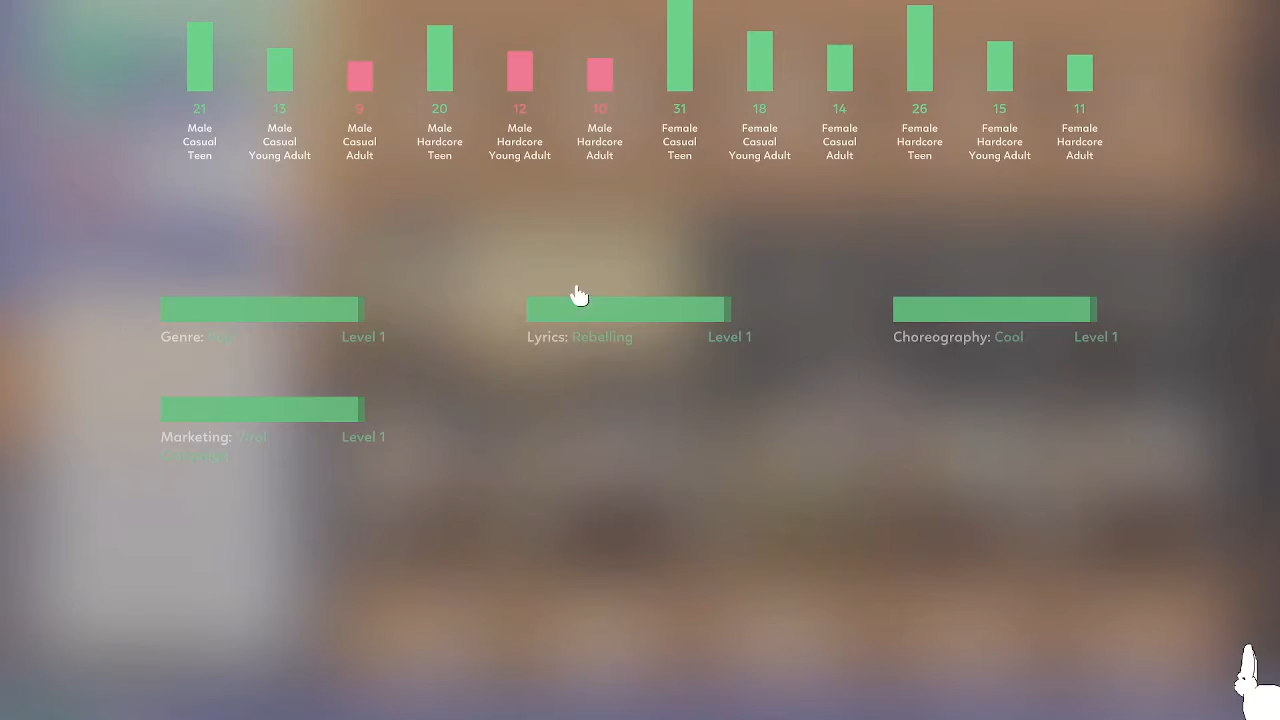 21 13 9 20 12 10 31 18 14 26 15 11
Male Male Male Male Male Male Female Female Female Female Female Female
Casual Casual Casual Hardcore Hardcore Hardcore Casual Casual Casual Hardcore Hardcore Hardcore
Teen Young Adult Adult Teen Young Adult Adult Teen Young Adult Adult Teen Young Adult Adult
Genre: Level 1 Lyrics: Rebelling Level 1 Choreography: Cool Level 1
Marketing: Viral Level 1
Campaign